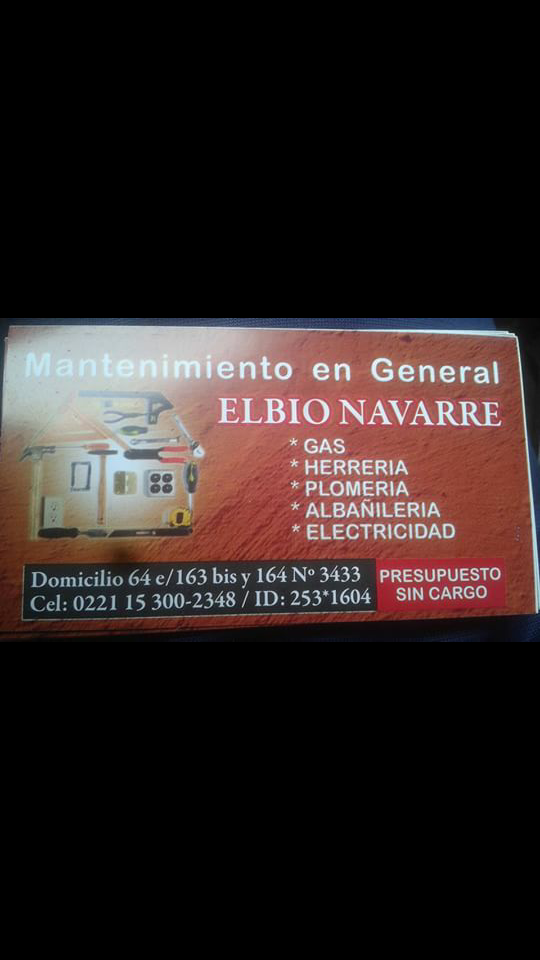 Mantenimiento en General
ELBIO NAVARRE
* GAS
* HERRERIA
* PLOMERIA
* ALBAÑILERIA
* ELECTRICIDAD
Domicilio 64 e/163 bis y 164 Nº 3433
Cel: 0221 15 300-2348 / ID: 253*1604
PRESUPUESTO
SIN CARGO